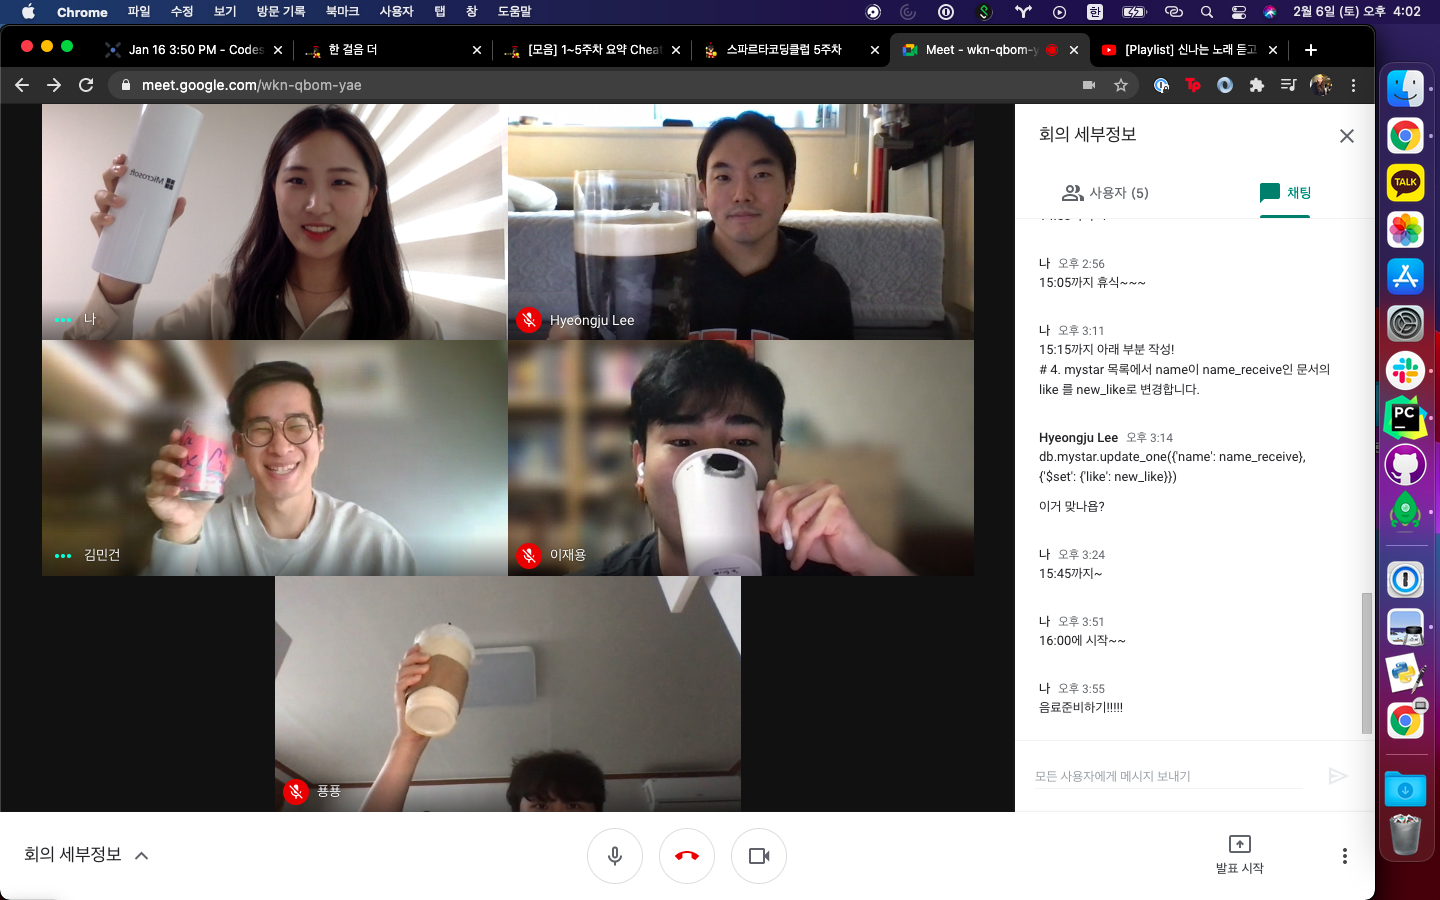 Chrome 파일 수정 보기 방문 기록 북마크 사용자 탭 창 도움말 한 2월 6일 (토) 오후 4:02
Jan 16 3:50 PM - Codes 한 걸음 더 [모음] 1~5주차 요약 Cheat 스파르타코딩클럽 5주차 Meet - wkn-qbom-y [Playlist] 신나는 노래 듣고
meet.google.com/wkn-qbom-yae
Tp
Microsoft
나
Hyeongju Lee
김민건
이재용
푱푱
회의 세부정보
사용자 (5) 채팅
나 오후 2:56
15:05까지 휴식~~~
나 오후 3:11
15:15까지 아래 부분 작성!
# 4. mystar 목록에서 name이 name_receive인 문서의
like 를 new_like로 변경합니다.
Hyeongju Lee 오후 3:14
db.mystar.update_one({'name': name_receive},
{'$set': {'like': new_like}})
이거 맞나욥?
나 오후 3:24
15:45까지~
나 오후 3:51
16:00에 시작~~
나 오후 3:55
음료준비하기!!!!!
모든 사용자에게 메시지 보내기
회의 세부정보
발표 시작
TALK
PC